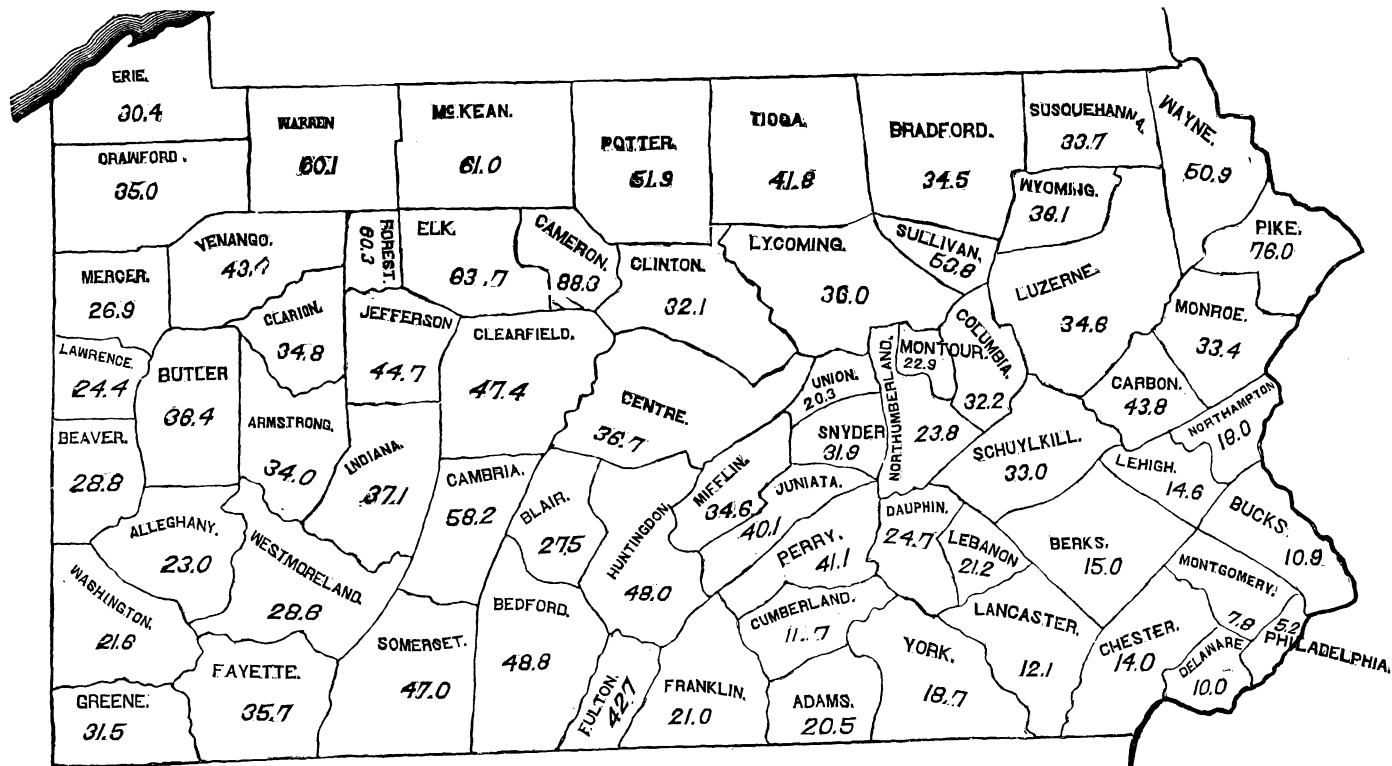 ERIE.
30.4
CRAWFORD.
35.0
WARREN
60.1
McKEAN.
61.0
POTTER.
61.9
TIOGA.
41.8
BRADFORD.
34.5
SUSQUEHANNA.
33.7
WAYNE.
50.9
WYOMING.
38.1
PIKE.
76.0
MERCER.
26.9
VENANGO.
FOREST.
60.3
ELK.
63.7
CAMERON.
88.3
CLINTON.
32.1
LYCOMING.
36.0
SULLIVAN.
53.8
LUZERNE.
34.6
MONROE.
33.4
LAWRENCE.
24.4
BUTLER
36.4
CLARION.
34.8
JEFFERSON
44.7
CLEARFIELD.
47.4
CENTRE.
36.7
UNION.
20.3
SNYDER
31.9
NORTHUMBERLAND.
23.8
MONTOUR.
22.9
COLUMBIA.
32.2
CARBON.
43.8
NORTHAMPTON
18.0
BEAVER.
28.8
ARMSTRONG.
34.0
INDIANA.
37.1
CAMBRIA.
58.2
BLAIR.
27.5
HUNTINGDON.
48.0
MIFFLIN.
34.6
JUNIATA.
40.1
PERRY.
41.1
DAUPHIN.
24.7
LEBANON
21.2
SCHUYLKILL.
33.0
LEHIGH.
14.6
BUCKS
10.9
ALLEGHANY.
23.0
WESTMORELAND.
28.6
BERKS.
15.0
MONTGOMERY.
7.8
PHILADELPHIA.
5.2
WASHINGTON.
21.6
GREENE.
31.5
FAYETTE.
35.7
SOMERSET.
47.0
BEDFORD.
48.8
FULTON.
42.7
FRANKLIN.
21.0
CUMBERLAND.
ADAMS.
20.5
YORK.
18.7
LANCASTER.
12.1
CHESTER.
14.0
DELAWARE
10.0